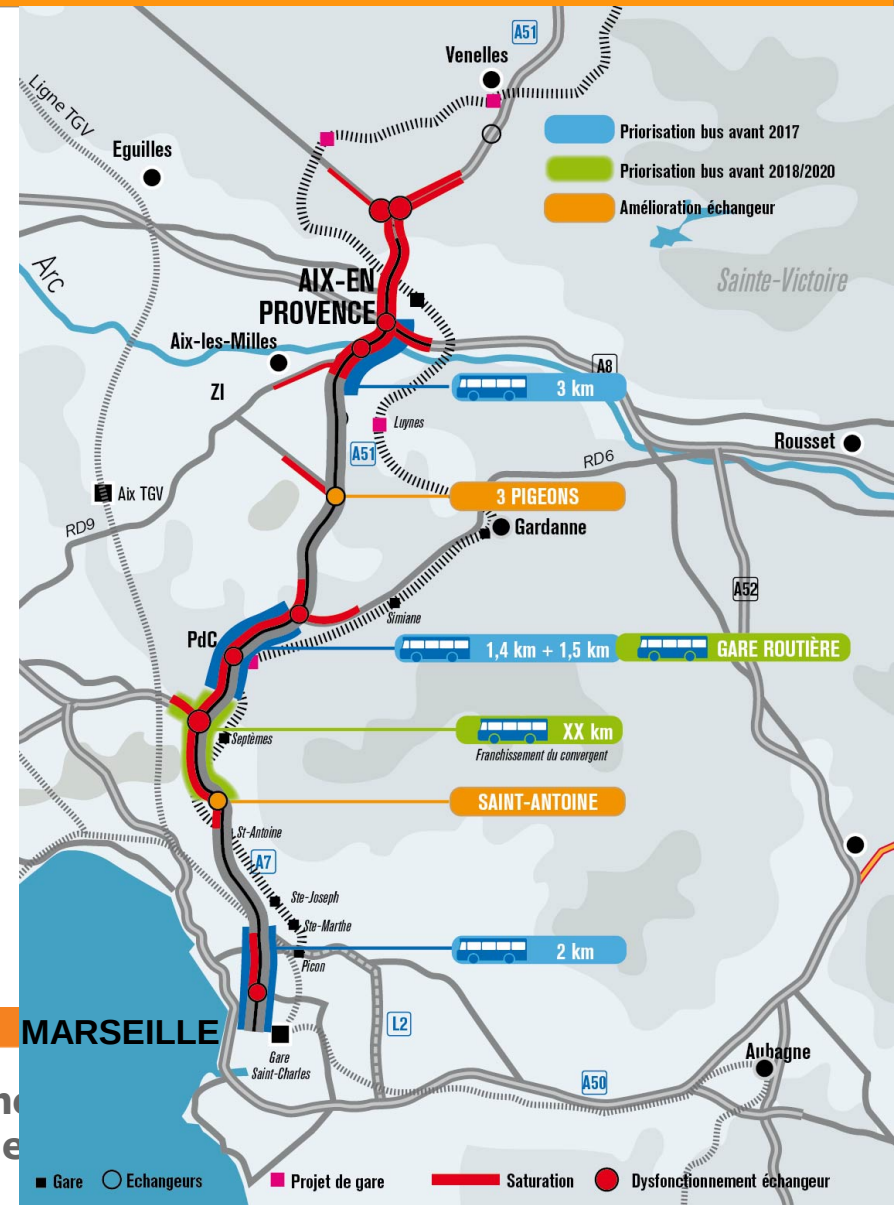 A51
Venelles
Ligne TGV
Eguilles
Priorisation bus avant 2017
Priorisation bus avant 2018/2020
Amélioration échangeur
Sainte-Victoire
Arc
AIX-EN
PROVENCE
Aix-les-Milles
ZI
A8
3 km
Luynes
A51
Rousset
RD6
Aix TGV
3 PIGEONS
Gardanne
RD9
A52
Simiane
PdC
1,4 km + 1,5 km
GARE ROUTIÈRE
Septèmes
XX km
Franchissement du convergent
SAINT-ANTOINE
St-Antoine
A7
Ste-Joseph
Ste-Marthe
Picon
2 km
MARSEILLE
L2
Gare
Saint-Charles
Aubagne
A50
Gare
Echangeurs
Projet de gare
Saturation
Dysfonctionnement échangeur